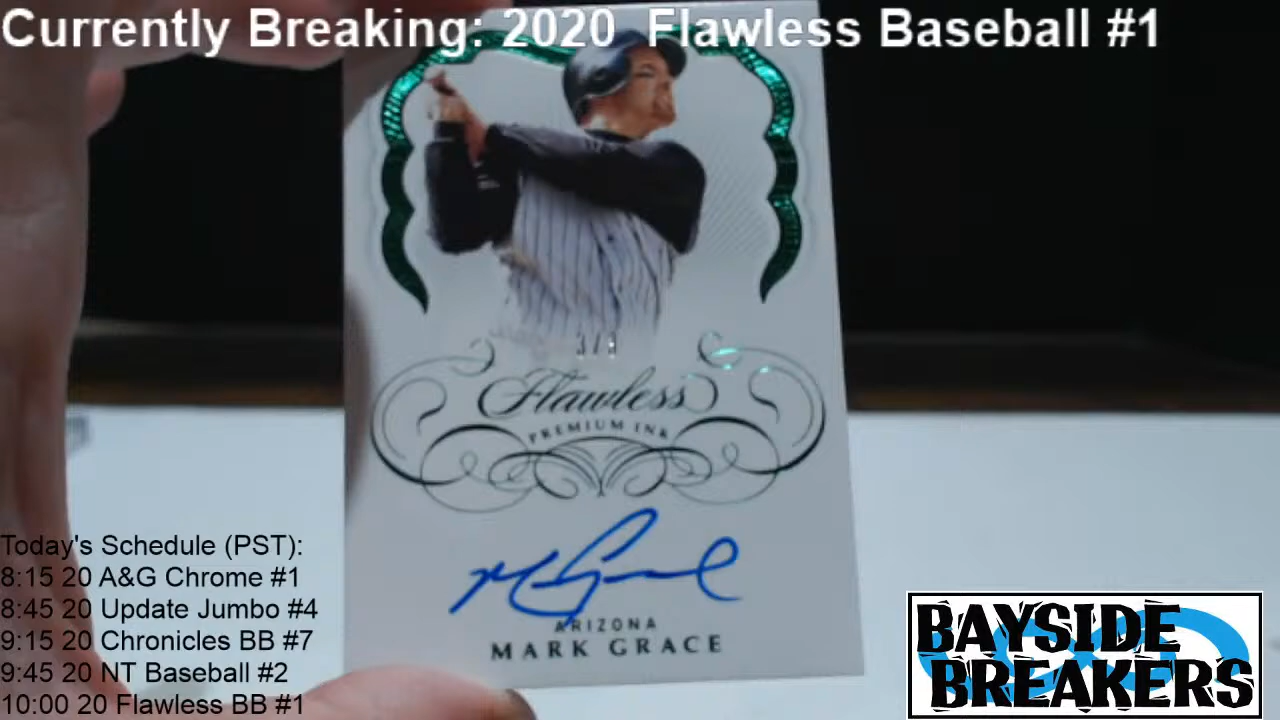 Currently Breaking: 2020 Flawless Baseball #1
Flawless
PREMIUM INK
ARIZONA
MARK GRACE
Today's Schedule (PST):
8:15 20 A&G Chrome #1
8:45 20 Update Jumbo #4
9:15 20 Chronicles BB #7
9:45 20 NT Baseball #2
10:00 20 Flawless BB #1
BAYSIDE
BREAKERS